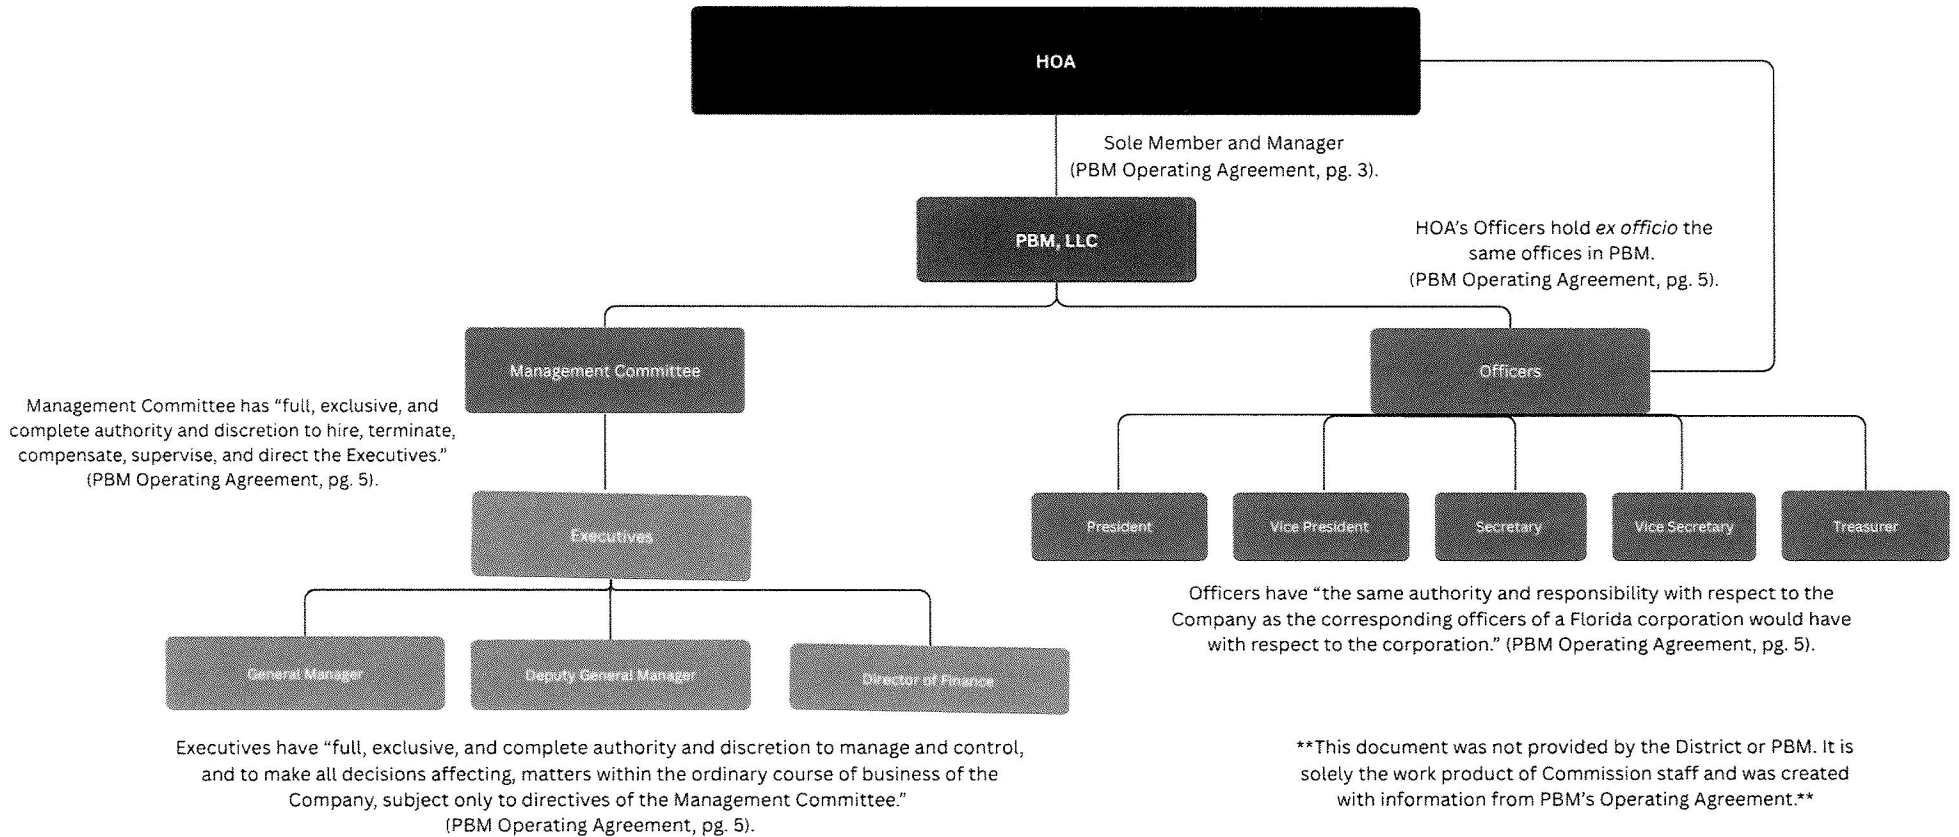 HOA
Sole Member and Manager
(PBM Operating Agreement, pg. 3).
PBM, LLC
HOA's Officers hold ex officio the
same offices in PBM.
(PBM Operating Agreement, pg. 5).
Management Committee
Officers
Management Committee has “full, exclusive, and
complete authority and discretion to hire, terminate,
compensate, supervise, and direct the Executives.”
(PBM Operating Agreement, pg. 5).
Executives
President
Vice President
Secretary
Vice Secretary
Treasurer
Officers have “the same authority and responsibility with respect to the
Company as the corresponding officers of a Florida corporation would have
with respect to the corporation.” (PBM Operating Agreement, pg. 5).
General Manager
Deputy General Manager
Director of Finance
Executives have “full, exclusive, and complete authority and discretion to manage and control,
and to make all decisions affecting, matters within the ordinary course of business of the
Company, subject only to directives of the Management Committee.”
(PBM Operating Agreement, pg. 5).
**This document was not provided by the District or PBM. It is
solely the work product of Commission staff and was created
with information from PBM's Operating Agreement.**